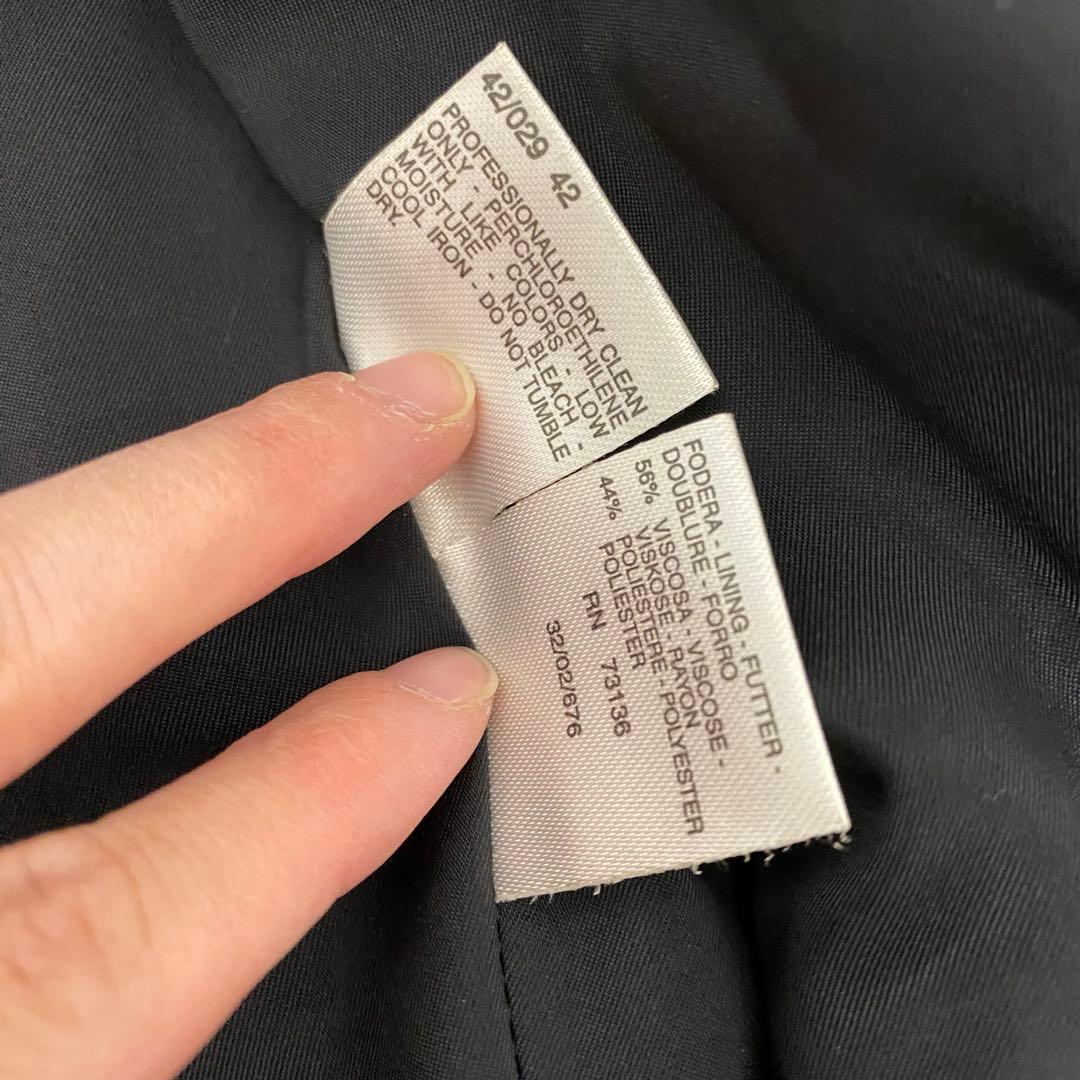 42/029 42
PROFESSIONALLY DRY CLEAN
ONLY - PERCHLOROETHILENE
WITH LIKE COLORS - LOW
MOISTURE - NO BLEACH -
COOL IRON - DO NOT TUMBLE
DRY.
FODERA - LINING - FUTTER -
DOUBLURE - FORRO
56% VISCOSA - VISCOSE -
VISKOSE - RAYON
44% POLIESTERE - POLYESTER
POLIESTER
RN 73136
32/02/676